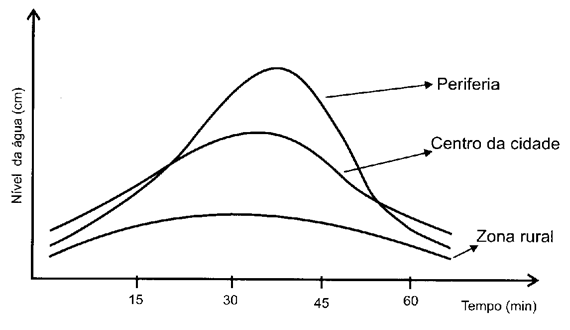 Nível da água (cm)
Periferia
Centro da cidade
Zona rural
15
30
45
60
Tempo (min)